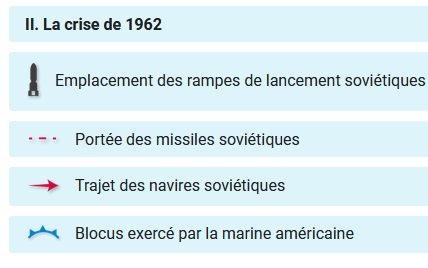 II. La crise de 1962
Emplacement des rampes de lancement soviétiques
Portée des missiles soviétiques
Trajet des navires soviétiques
Blocus exercé par la marine américaine